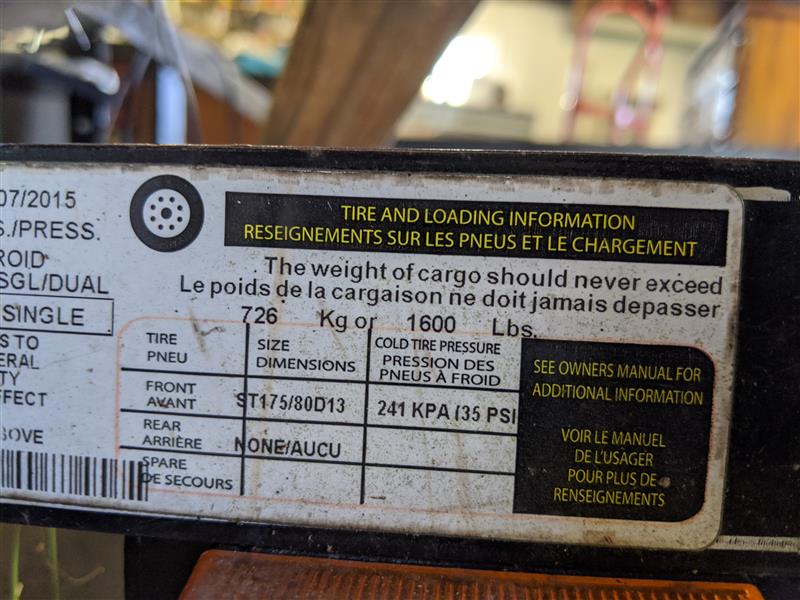 07/2015
S./PRESS.
ROID
SGL/DUAL
SINGLE
S TO
ERAL
TY
FFECT
BOVE
TIRE AND LOADING INFORMATION
RESEIGNEMENTS SUR LES PNEUS ET LE CHARGEMENT
The weight of cargo should never exceed
Le poids de la cargaison ne doit jamais depasser
726 Kg or 1600 Lbs.
TIRE
PNEU
SIZE
DIMENSIONS
COLD TIRE PRESSURE
PRESSION DES
PNEUS À FROID
FRONT
AVANT
ST175/80D13
241 KPA (35 PSI
REAR
ARRIÈRE
NONE/AUCU
SPARE
DE SECOURS
SEE OWNERS MANUAL FOR
ADDITIONAL INFORMATION
VOIR LE MANUEL
DE L'USAGER
POUR PLUS DE
RENSEIGNEMENTS